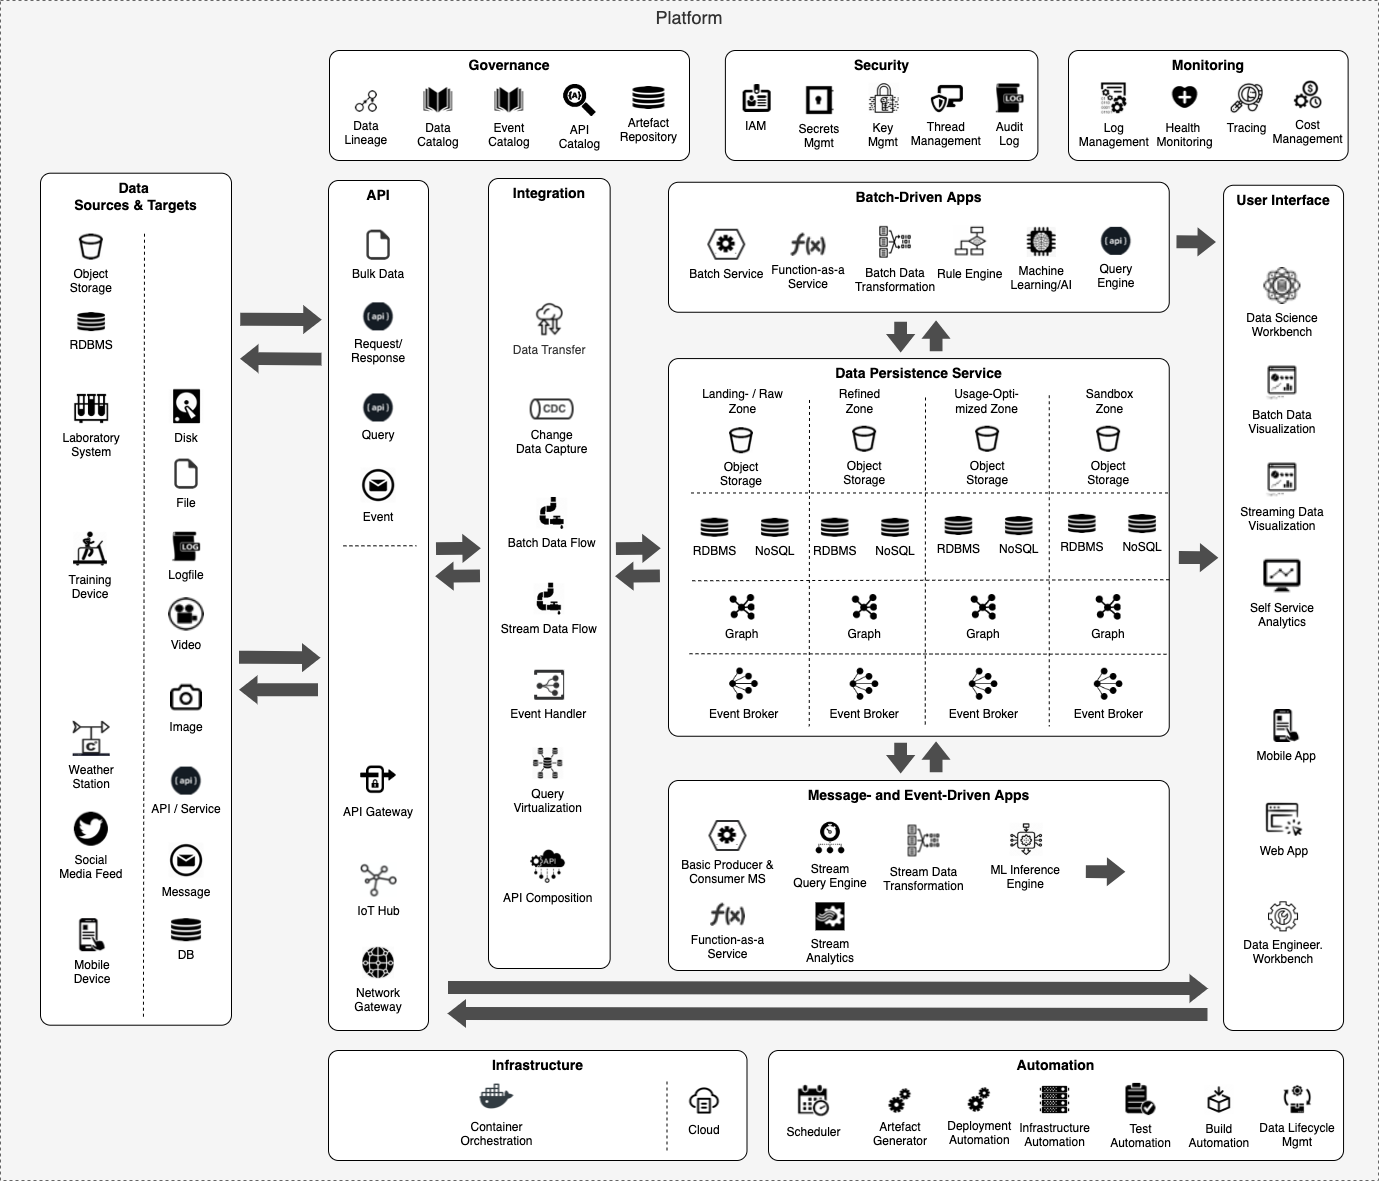 Platform
Governance
Data
Lineage
Data
Catalog
Event
Catalog
API
Catalog
Artefact
Repository
Security
IAM
Secrets
Mgmt
Key
Mgmt
Thread
Management
LOG
Audit
Log
Monitoring
Log
Management
Health
Monitoring
Tracing
Cost
Management
Data
Sources & Targets
Object
Storage
RDBMS
Laboratory
System
Training
Device
Weather
Station
Social
Media Feed
Mobile
Device
Disk
File
LOG
Logfile
Video
Image
{api}
API / Service
Message
DB
API
Bulk Data
{api}
Request/
Response
{api}
Query
Event
API Gateway
IoT Hub
Network
Gateway
Integration
Data Transfer
CDC
Change
Data Capture
Batch Data Flow
Stream Data Flow
Event Handler
Query
Virtualization
API
API Composition
Batch-Driven Apps
Batch Service
f(x)
Function-as-a
Service
Batch Data
Transformation
Rule Engine
Machine
Learning/AI
{api}
Query
Engine
Data Persistence Service
Landing- / Raw
Zone
Refined
Zone
Usage-Opti-
mized Zone
Sandbox
Zone
Object
Storage
Object
Storage
Object
Storage
Object
Storage
RDBMS
NoSQL
RDBMS
NoSQL
RDBMS
NoSQL
RDBMS
NoSQL
Graph
Graph
Graph
Graph
Event Broker
Event Broker
Event Broker
Event Broker
Message- and Event-Driven Apps
Basic Producer &
Consumer MS
Stream
Query Engine
Stream Data
Transformation
ML Inference
Engine
f(x)
Function-as-a
Service
Stream
Analytics
User Interface
Data Science
Workbench
Batch Data
Visualization
Streaming Data
Visualization
Self Service
Analytics
Mobile App
Web App
Data Engineer.
Workbench
Infrastructure
Container
Orchestration
Cloud
Automation
Scheduler
Artefact
Generator
Deployment
Automation
Infrastructure
Automation
Test
Automation
Build
Automation
Data Lifecycle
Mgmt